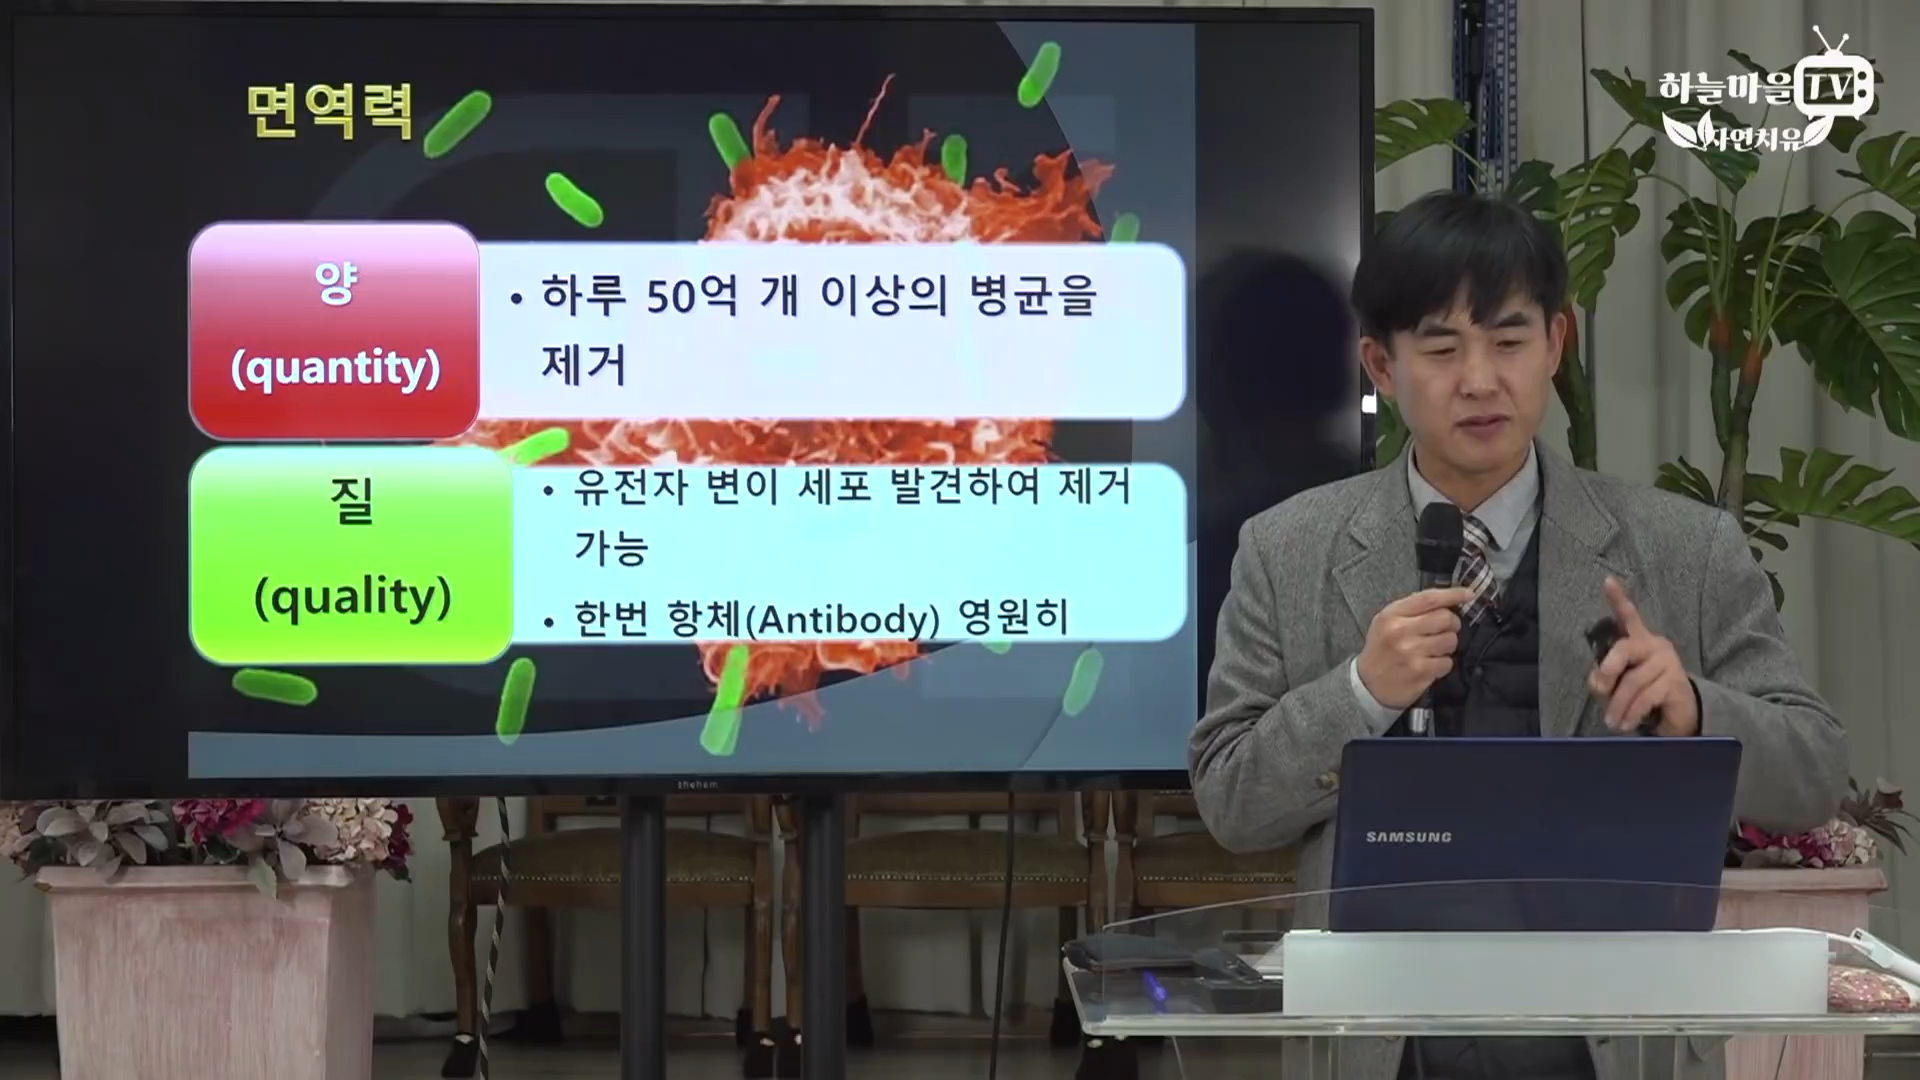 면역력
양
(quantity)
• 하루 50억 개 이상의 병균을
제거
질
(quality)
• 유전자 변이 세포 발견하여 제거
가능
• 한번 항체(Antibody) 영원히
하늘마을 TV
자연치유
thehem
SAMSUNG